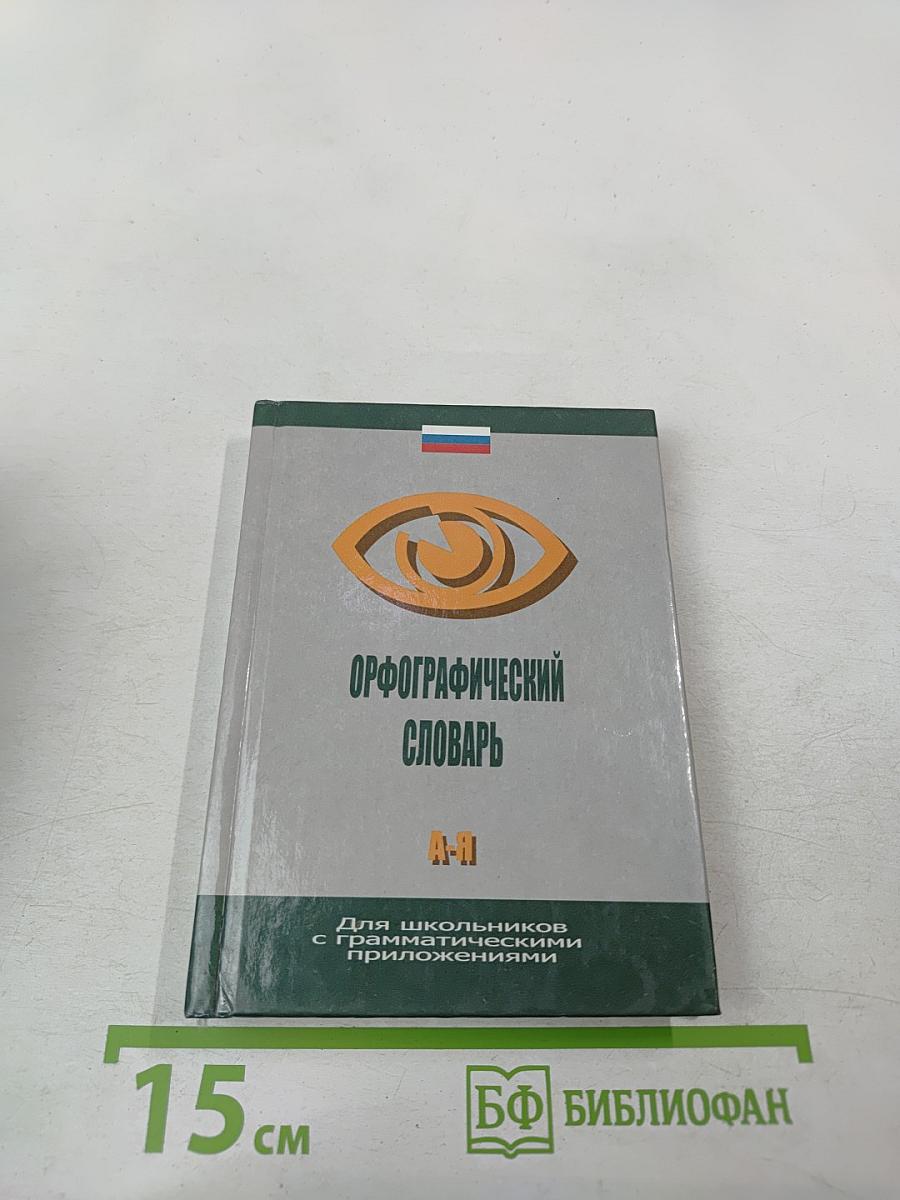 ОРФОГРАФИЧЕСКИЙ
СЛОВАРЬ
А-Я
Для школьников
с грамматическими
приложениями
15 см
БФ БИБЛИОФАН